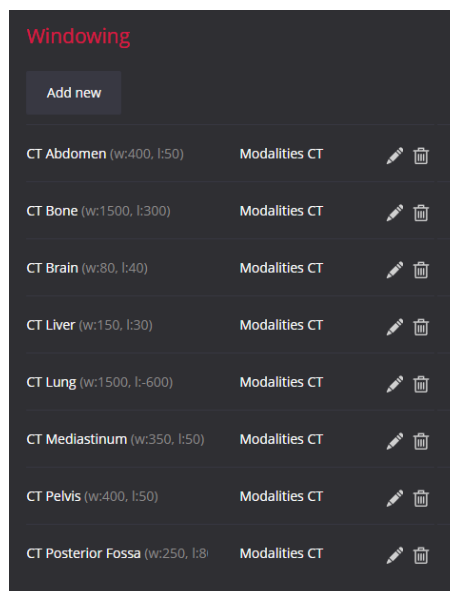 Windowing
Add new
CT Abdomen (w:400, l:50) Modalities CT
CT Bone (w:1500, l:300) Modalities CT
CT Brain (w:80, l:40) Modalities CT
CT Liver (w:150, l:30) Modalities CT
CT Lung (w:1500, l:-600) Modalities CT
CT Mediastinum (w:350, l:50) Modalities CT
CT Pelvis (w:400, l:50) Modalities CT
CT Posterior Fossa (w:250, l:8 Modalities CT